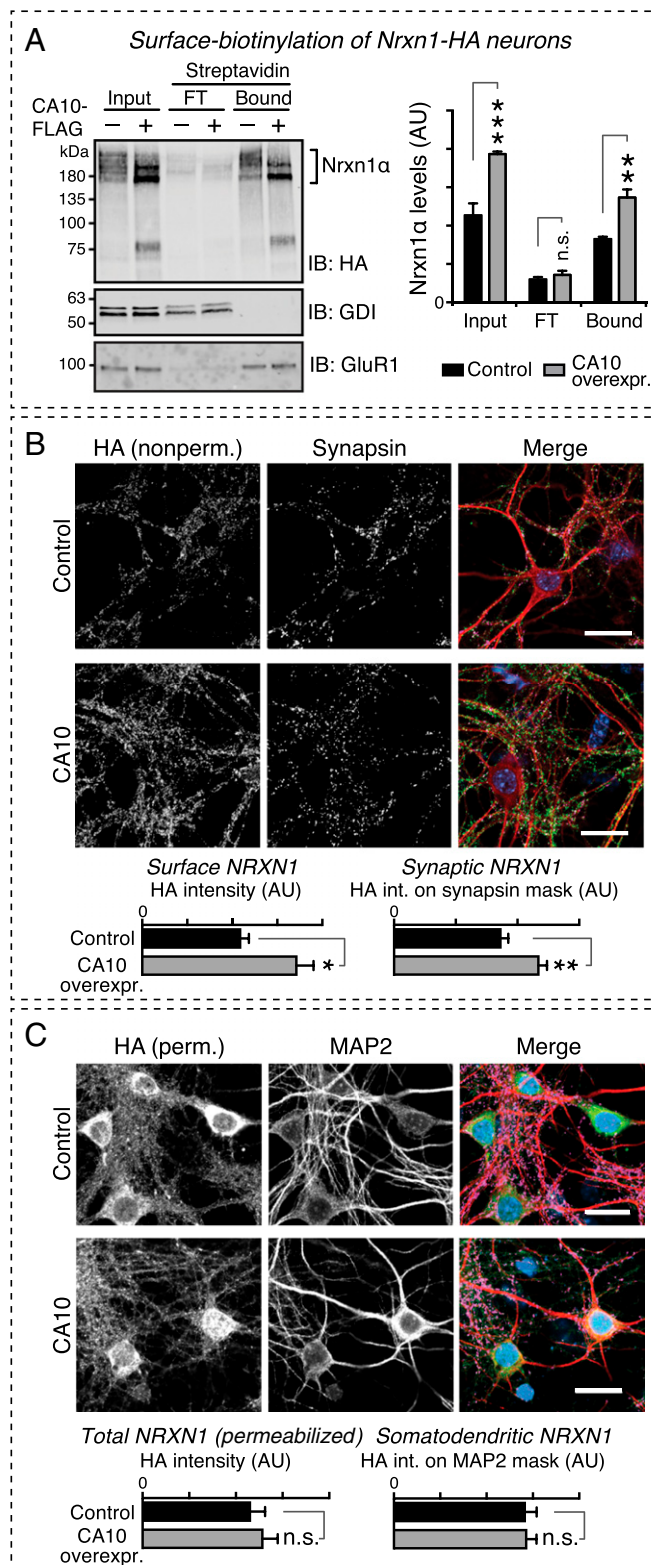 A
Surface-biotinylation of Nrxn1-HA neurons
Streptavidin
Input FT Bound
CA10-FLAG
− + − + − +
kDa
180
135
100
75
Nrxn1α
IB: HA
63
50
IB: GDI
100
IB: GluR1
Nrxn1α levels (AU)
0
***
n.s.
**
Input FT Bound
Control
CA10 overexpr.
B
HA (nonperm.) Synapsin Merge
Control
CA10
Surface NRXN1
HA intensity (AU)
0
Control
CA10 overexpr.
*
Synaptic NRXN1
HA int. on synapsin mask (AU)
0
**
C
HA (perm.) MAP2 Merge
Control
CA10
Total NRXN1 (permeabilized)
HA intensity (AU)
0
Control
CA10 overexpr.
n.s.
Somatodendritic NRXN1
HA int. on MAP2 mask (AU)
0
n.s.